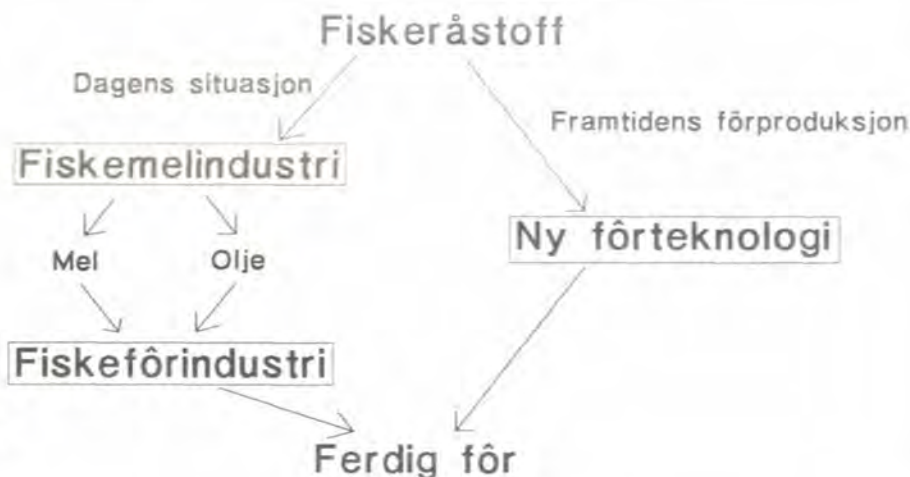 Fiskeråstoff
Dagens situasjon
Framtidens fôrproduksjon
Fiskemelindustri
Ny fôrteknologi
Mel
Olje
Fiskefôrindustri
Ferdig fôr